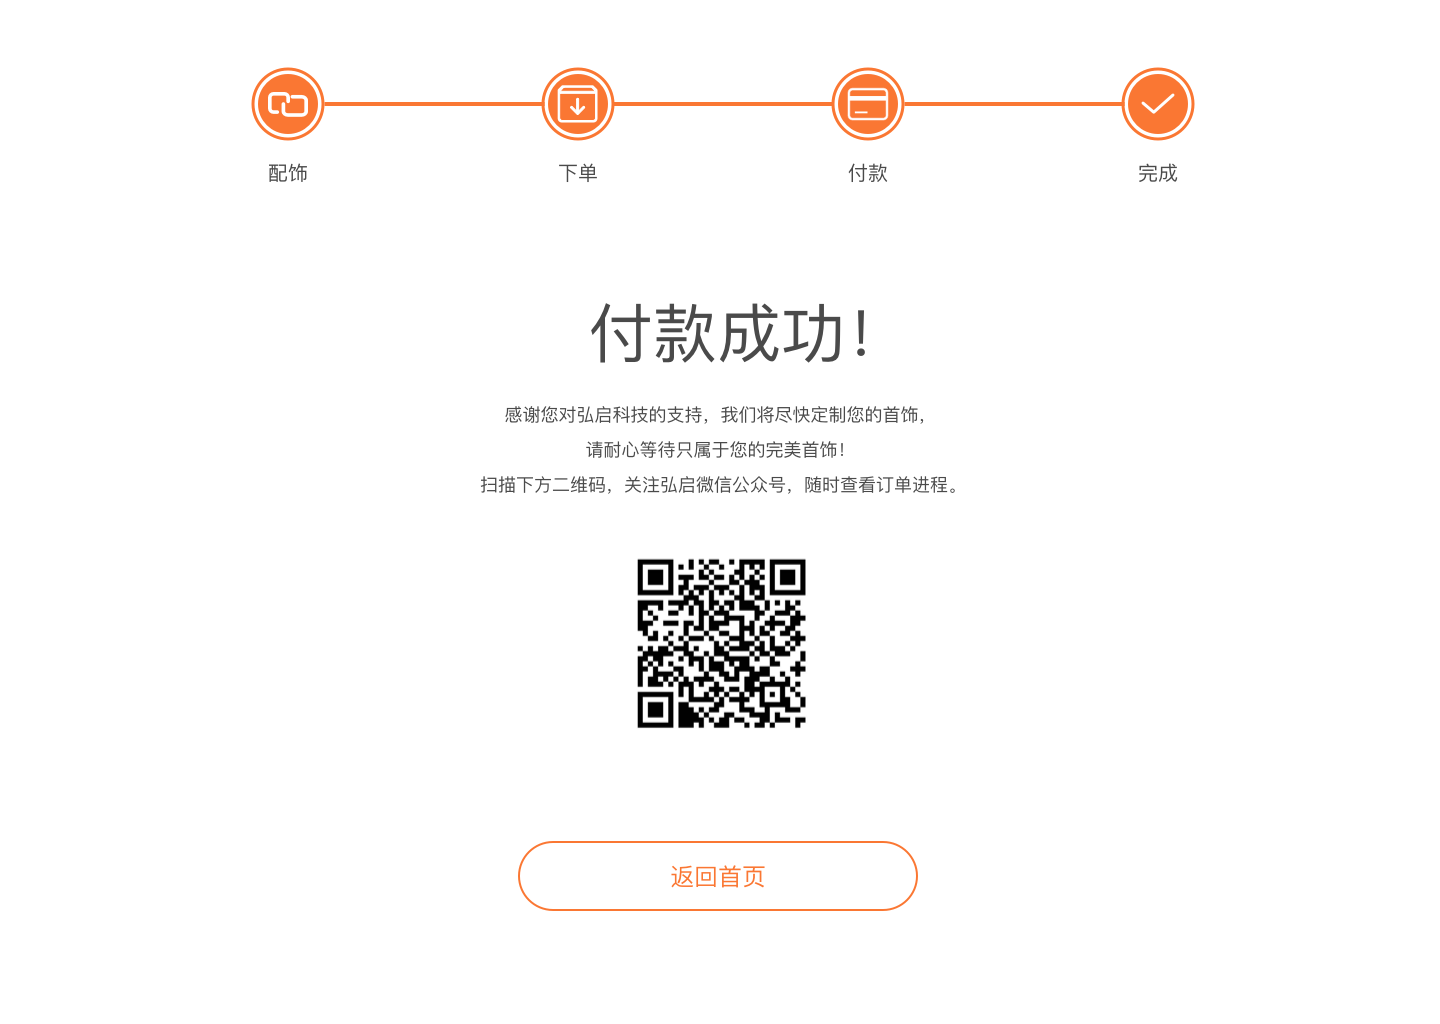 配饰 下单 付款 完成
付款成功！
感谢您对弘启科技的支持，我们将尽快定制您的首饰，
请耐心等待只属于您的完美首饰！
扫描下方二维码，关注弘启微信公众号，随时查看订单进程。
返回首页